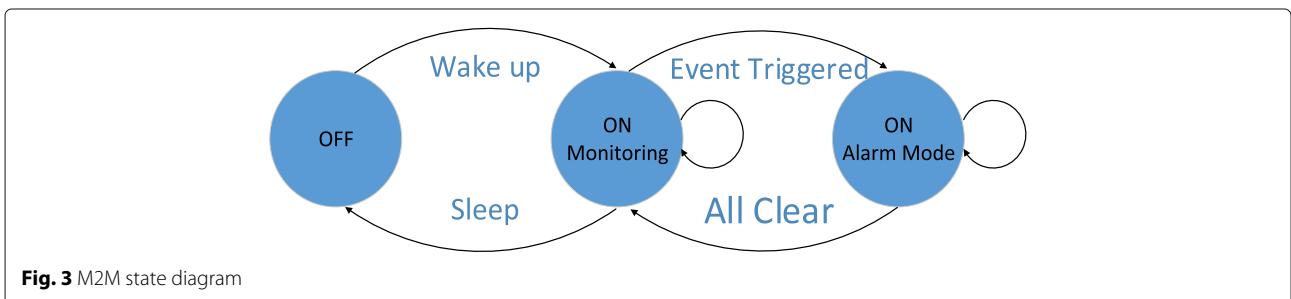 Wake up
Event Triggered
OFF
ON
Monitoring
ON
Alarm Mode
Sleep
All Clear
Fig. 3 M2M state diagram